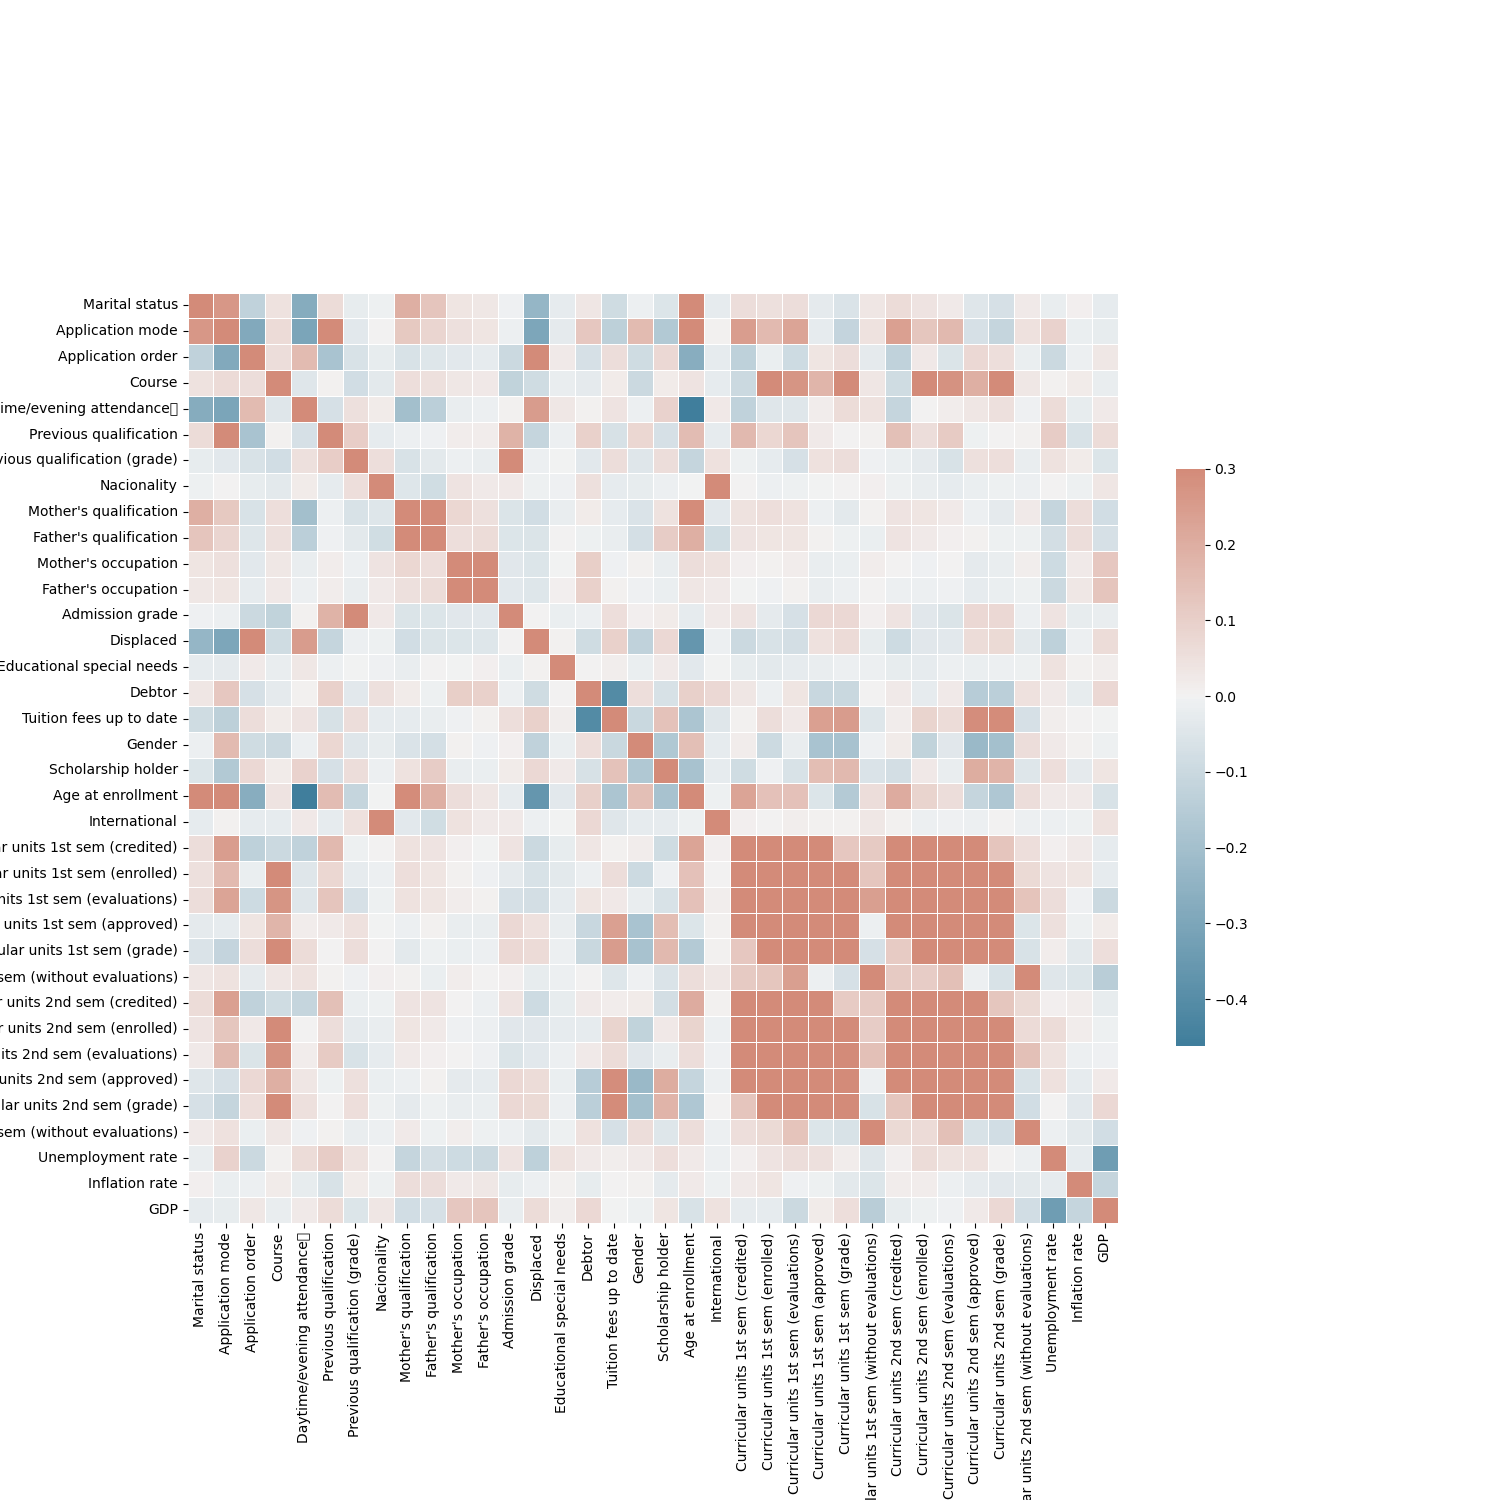 Marital status
Application mode
Application order
Course
ime/evening attendance
Previous qualification
vious qualification (grade)
Nacionality
Mother's qualification
Father's qualification
Mother's occupation
Father's occupation
Admission grade
Displaced
Educational special needs
Debtor
Tuition fees up to date
Gender
Scholarship holder
Age at enrollment
International
ar units 1st sem (credited)
ar units 1st sem (enrolled)
nits 1st sem (evaluations)
units 1st sem (approved)
ular units 1st sem (grade)
sem (without evaluations)
r units 2nd sem (credited)
r units 2nd sem (enrolled)
its 2nd sem (evaluations)
units 2nd sem (approved)
lar units 2nd sem (grade)
sem (without evaluations)
Unemployment rate
Inflation rate
GDP
Marital status
Application mode
Application order
Course
Daytime/evening attendance
Previous qualification
Previous qualification (grade)
Nacionality
Mother's qualification
Father's qualification
Mother's occupation
Father's occupation
Admission grade
Displaced
Educational special needs
Debtor
Tuition fees up to date
Gender
Scholarship holder
Age at enrollment
International
Curricular units 1st sem (credited)
Curricular units 1st sem (enrolled)
Curricular units 1st sem (evaluations)
Curricular units 1st sem (approved)
Curricular units 1st sem (grade)
lar units 1st sem (without evaluations)
Curricular units 2nd sem (credited)
Curricular units 2nd sem (enrolled)
Curricular units 2nd sem (evaluations)
Curricular units 2nd sem (approved)
Curricular units 2nd sem (grade)
ar units 2nd sem (without evaluations)
Unemployment rate
Inflation rate
GDP
0.3
0.2
0.1
0.0
−0.1
−0.2
−0.3
−0.4